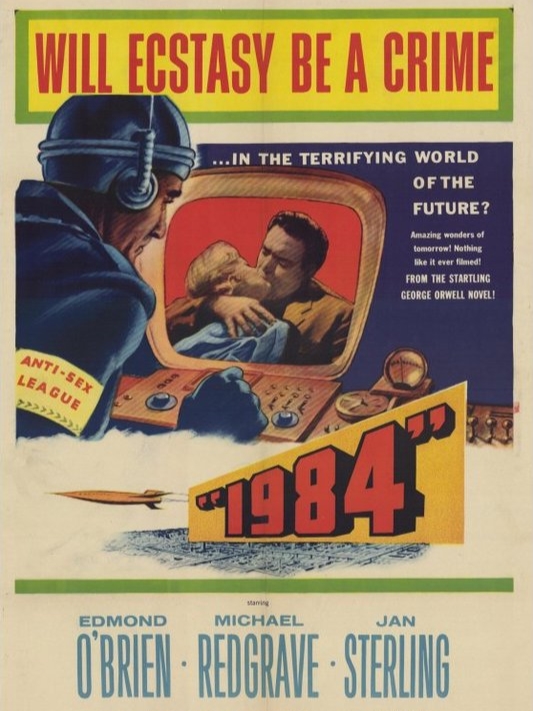 WILL ECSTASY BE A CRIME
...IN THE TERRIFYING WORLD
OF THE
FUTURE?
Amazing wonders of
tomorrow! Nothing
like it ever filmed!
FROM THE STARTLING
GEORGE ORWELL NOVEL!
ANTI-SEX
LEAGUE
"1984"
starring
EDMOND
O'BRIEN ·
MICHAEL
REDGRAVE ·
JAN
STERLING